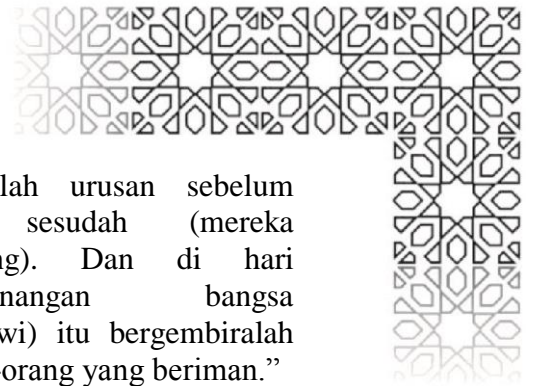 lah urusan sebelum
sesudah (mereka
ng). Dan di hari
nangan bangsa
wi) itu bergembiralah
orang yang beriman.”